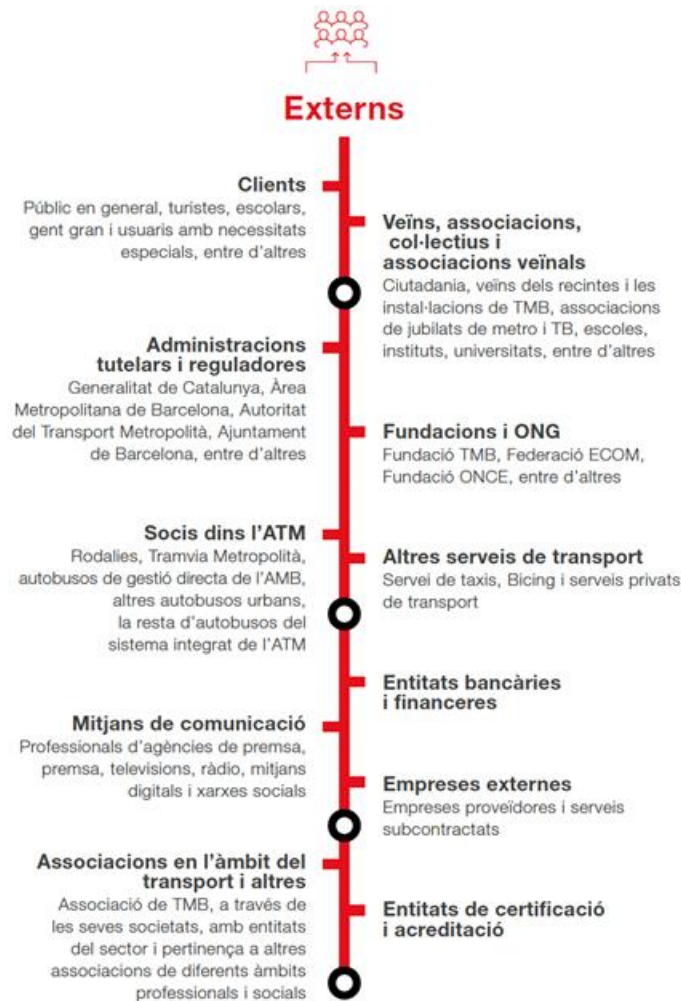 Externs
Clients
Públic en general, turistes, escolars,
gent gran i usuaris amb necessitats
especials, entre d'altres
Veïns, associacions,
col·lectius i
associacions veïnals
Ciutadania, veïns dels recintes i les
instal·lacions de TMB, associacions
de jubilats de metro i TB, escoles,
instituts, universitats, entre d'altres
Administracions
tutelars i reguladores
Generalitat de Catalunya, Àrea
Metropolitana de Barcelona, Autoritat
del Transport Metropolità, Ajuntament
de Barcelona, entre d'altres
Fundacions i ONG
Fundació TMB, Federació ECOM,
Fundació ONCE, entre d'altres
Socis dins l'ATM
Rodalies, Tramvia Metropolità,
autobusos de gestió directa de l'AMB,
altres autobusos urbans,
la resta d'autobusos del
sistema integrat de l'ATM
Altres serveis de transport
Servei de taxis, Bicing i serveis privats
de transport
Entitats bancàries
i financeres
Mitjans de comunicació
Professionals d'agències de premsa,
premsa, televisions, ràdio, mitjans
digitals i xarxes socials
Empreses externes
Empreses proveïdores i serveis
subcontractats
Associacions en l'àmbit del
transport i altres
Associació de TMB, a través de
les seves societats, amb entitats
del sector i pertinença a altres
associacions de diferents àmbits
professionals i socials
Entitats de certificació
i acreditació